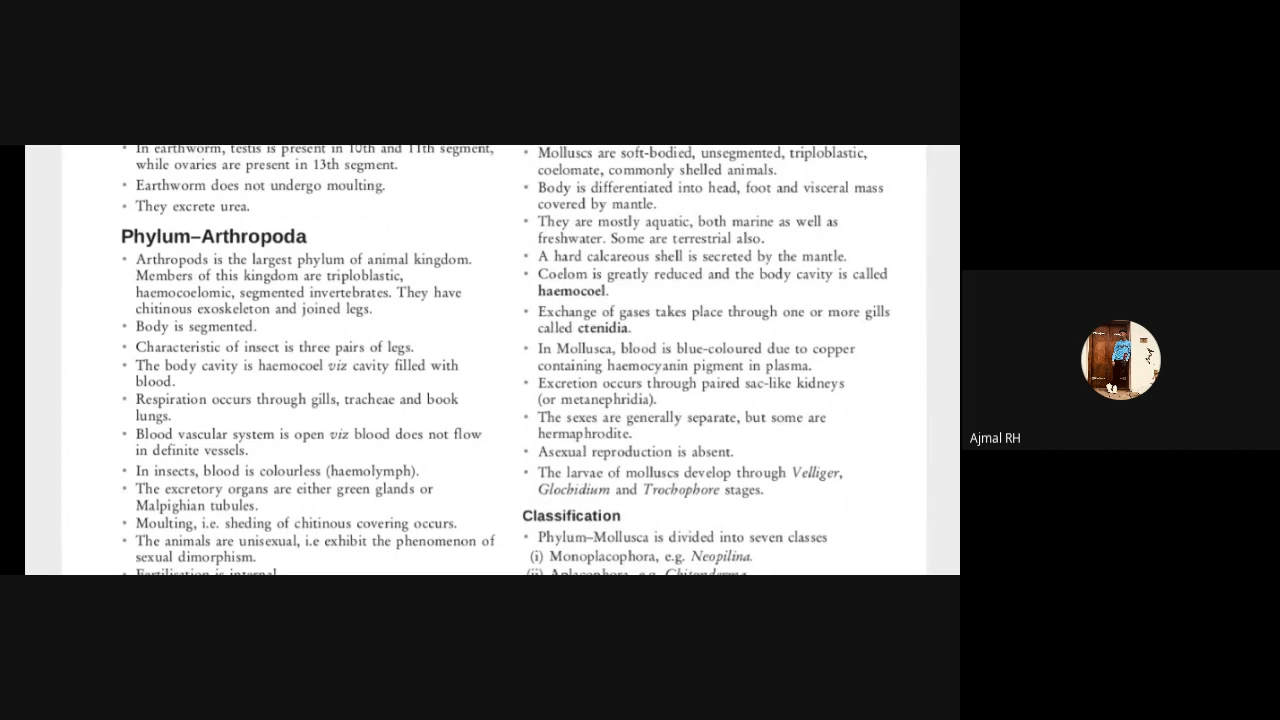 • In earthworm, testis is present in 10th and 11th segment,
while ovaries are present in 13th segment.
• Earthworm does not undergo moulting.
• They excrete urea.
Phylum–Arthropoda
• Arthropods is the largest phylum of animal kingdom.
Members of this kingdom are triploblastic,
haemocoelomic, segmented invertebrates. They have
chitinous exoskeleton and joined legs.
• Body is segmented.
• Characteristic of insect is three pairs of legs.
• The body cavity is haemocoel viz cavity filled with
blood.
• Respiration occurs through gills, tracheae and book
lungs.
• Blood vascular system is open viz blood does not flow
in definite vessels.
• In insects, blood is colourless (haemolymph).
• The excretory organs are either green glands or
Malpighian tubules.
• Moulting, i.e. sheding of chitinous covering occurs.
• The animals are unisexual, i.e exhibit the phenomenon of
sexual dimorphism.
• Fertilisation is internal.
• Molluscs are soft-bodied, unsegmented, triploblastic,
coelomate, commonly shelled animals.
• Body is differentiated into head, foot and visceral mass
covered by mantle.
• They are mostly aquatic, both marine as well as
freshwater. Some are terrestrial also.
• A hard calcareous shell is secreted by the mantle.
• Coelom is greatly reduced and the body cavity is called
haemocoel.
• Exchange of gases takes place through one or more gills
called ctenidia.
• In Mollusca, blood is blue-coloured due to copper
containing haemocyanin pigment in plasma.
• Excretion occurs through paired sac-like kidneys
(or metanephridia).
• The sexes are generally separate, but some are
hermaphrodite.
• Asexual reproduction is absent.
• The larvae of molluscs develop through Velliger,
Glochidium and Trochophore stages.
Classification
• Phylum–Mollusca is divided into seven classes
(i) Monoplacophora, e.g. Neopilina.
(ii) Aplacophora, e.g. Chitonderma.
Ajmal RH